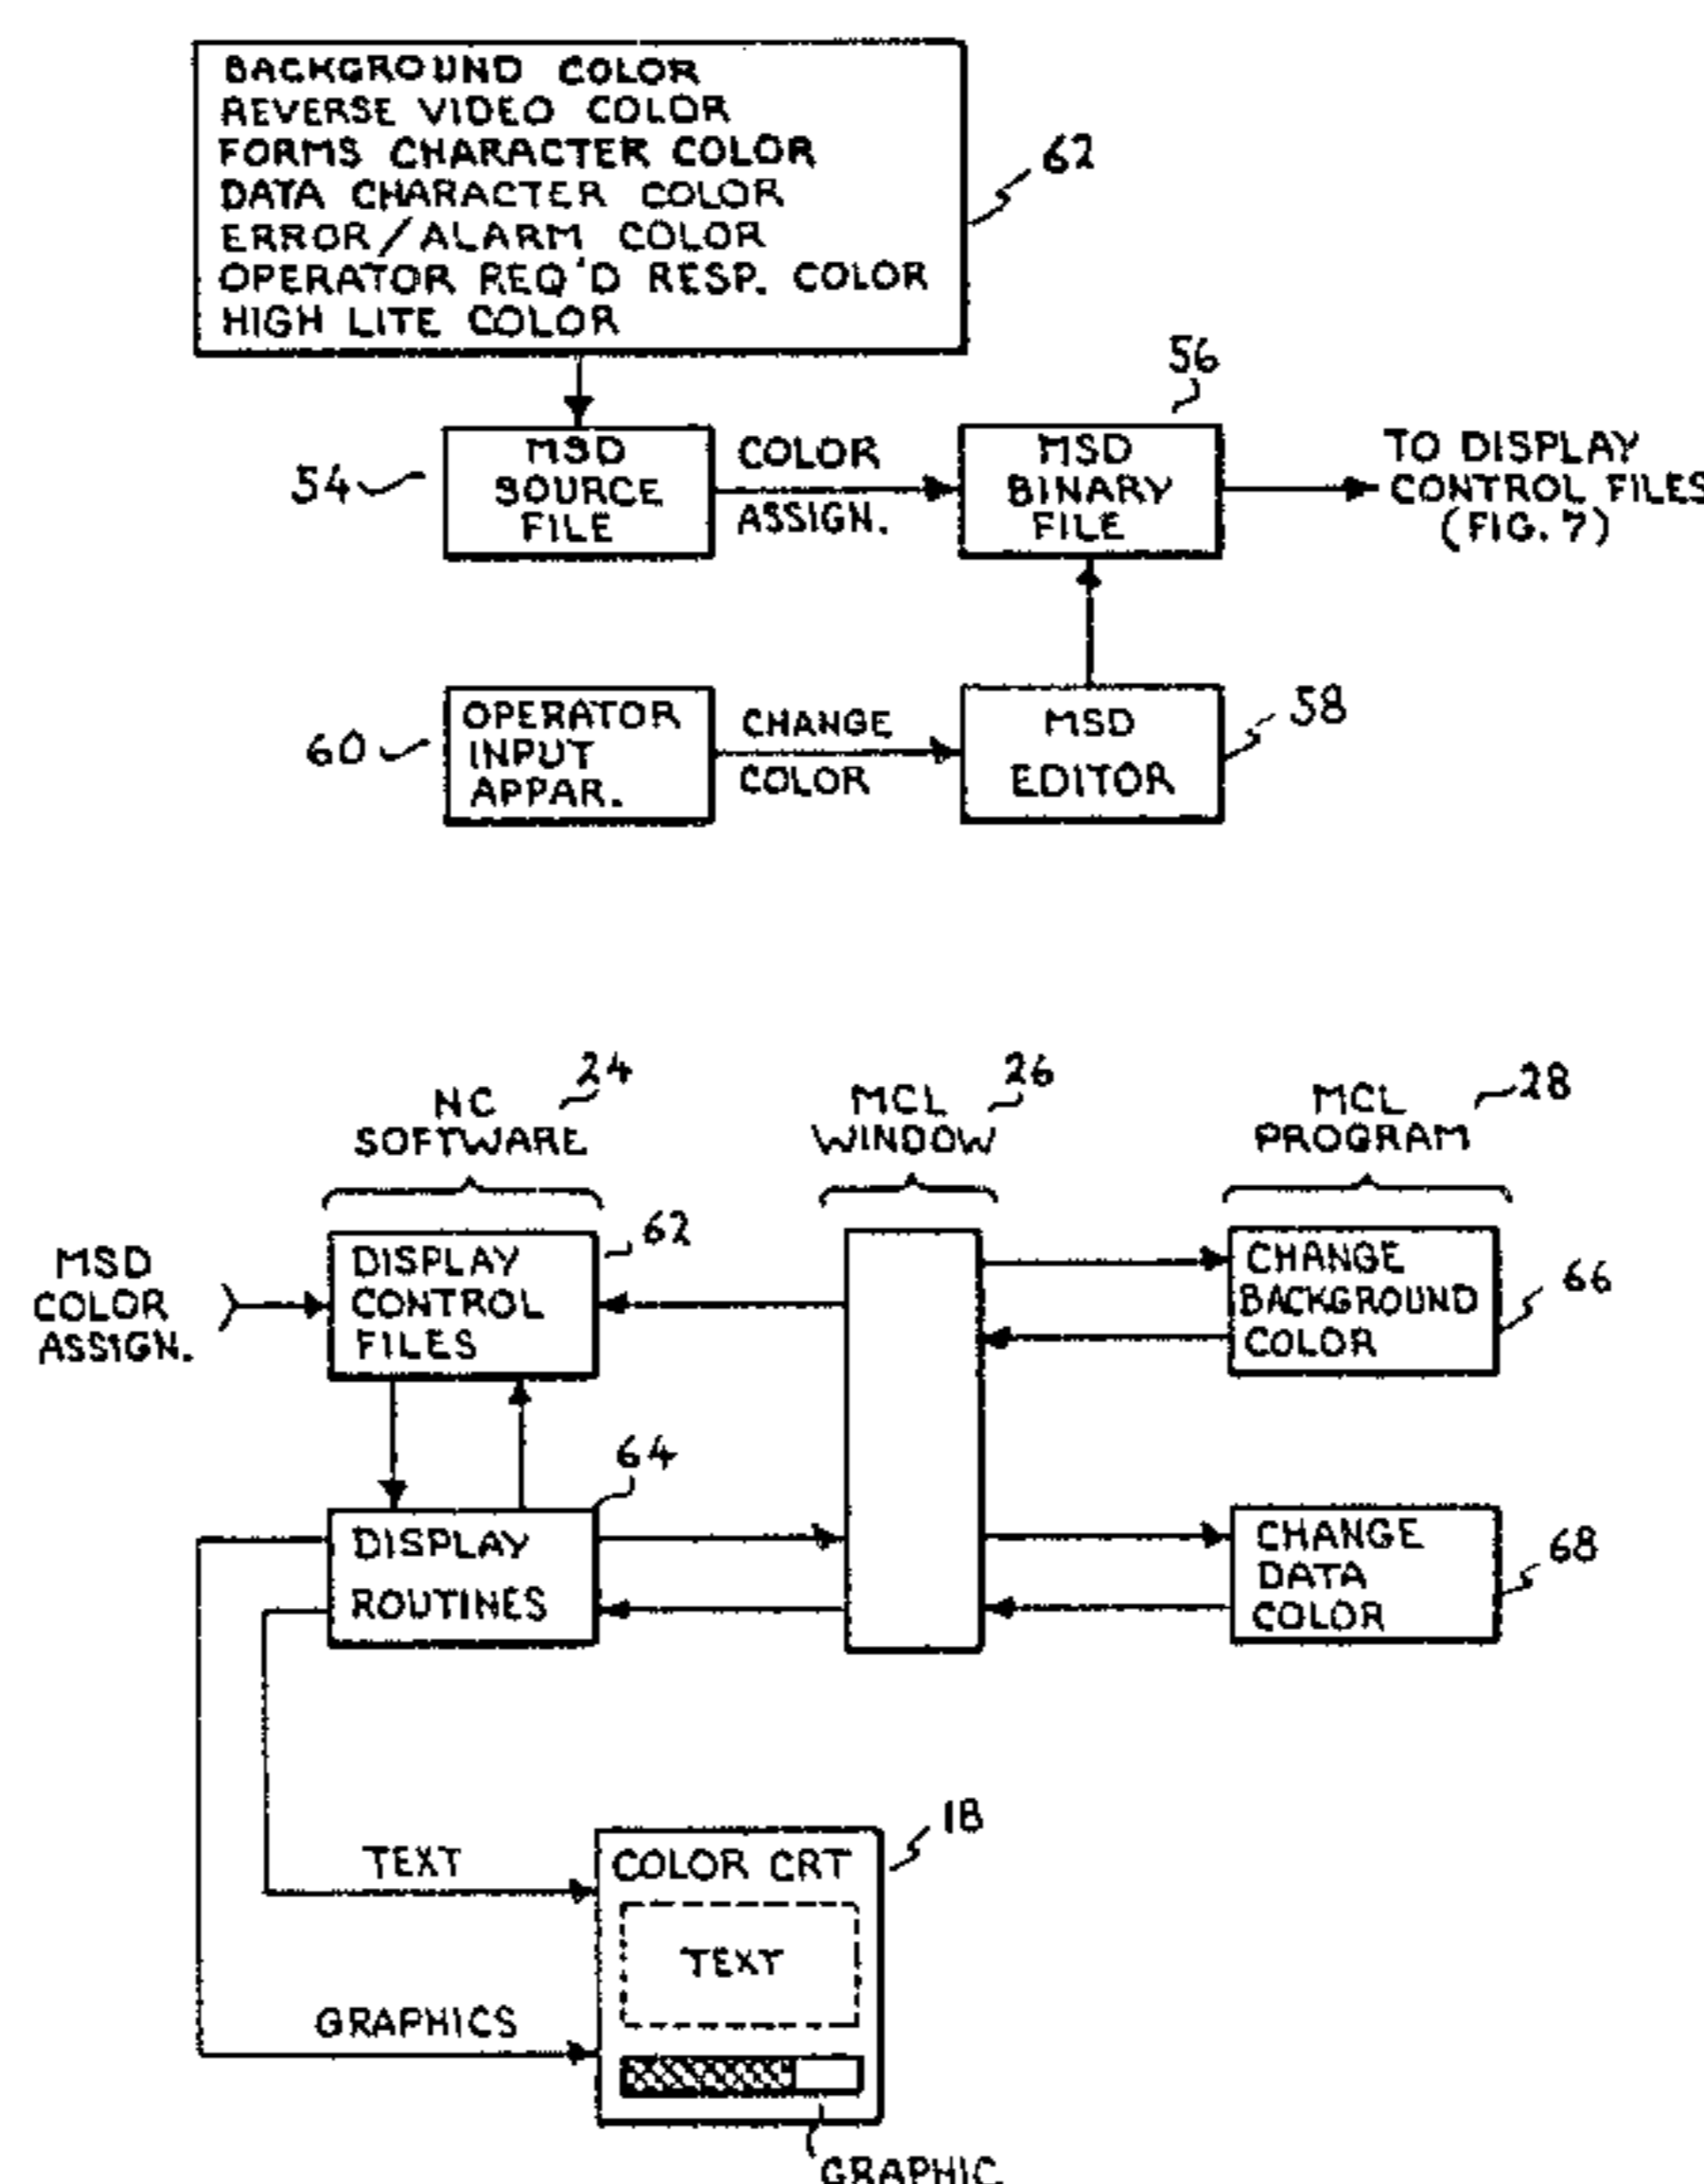 BACKGROUND COLOR
REVERSE VIDEO COLOR
FORMS CHARACTER COLOR
DATA CHARACTER COLOR
ERROR/ALARM COLOR
OPERATOR REQ'D RESP. COLOR
HIGH LITE COLOR
62
54
MSD
SOURCE
FILE
COLOR
ASSIGN.
56
MSD
BINARY
FILE
TO DISPLAY
CONTROL FILES
(FIG. 7)
60
OPERATOR
INPUT
APPAR.
CHANGE
COLOR
MSD
EDITOR
58
NC
SOFTWARE
24
MCL
WINDOW
26
MCL
PROGRAM
28
MSD
COLOR
ASSIGN.
DISPLAY
CONTROL
FILES
62
CHANGE
BACKGROUND
COLOR
66
DISPLAY
ROUTINES
64
CHANGE
DATA
COLOR
68
TEXT
GRAPHICS
COLOR CRT
18
TEXT
GRAPHIC